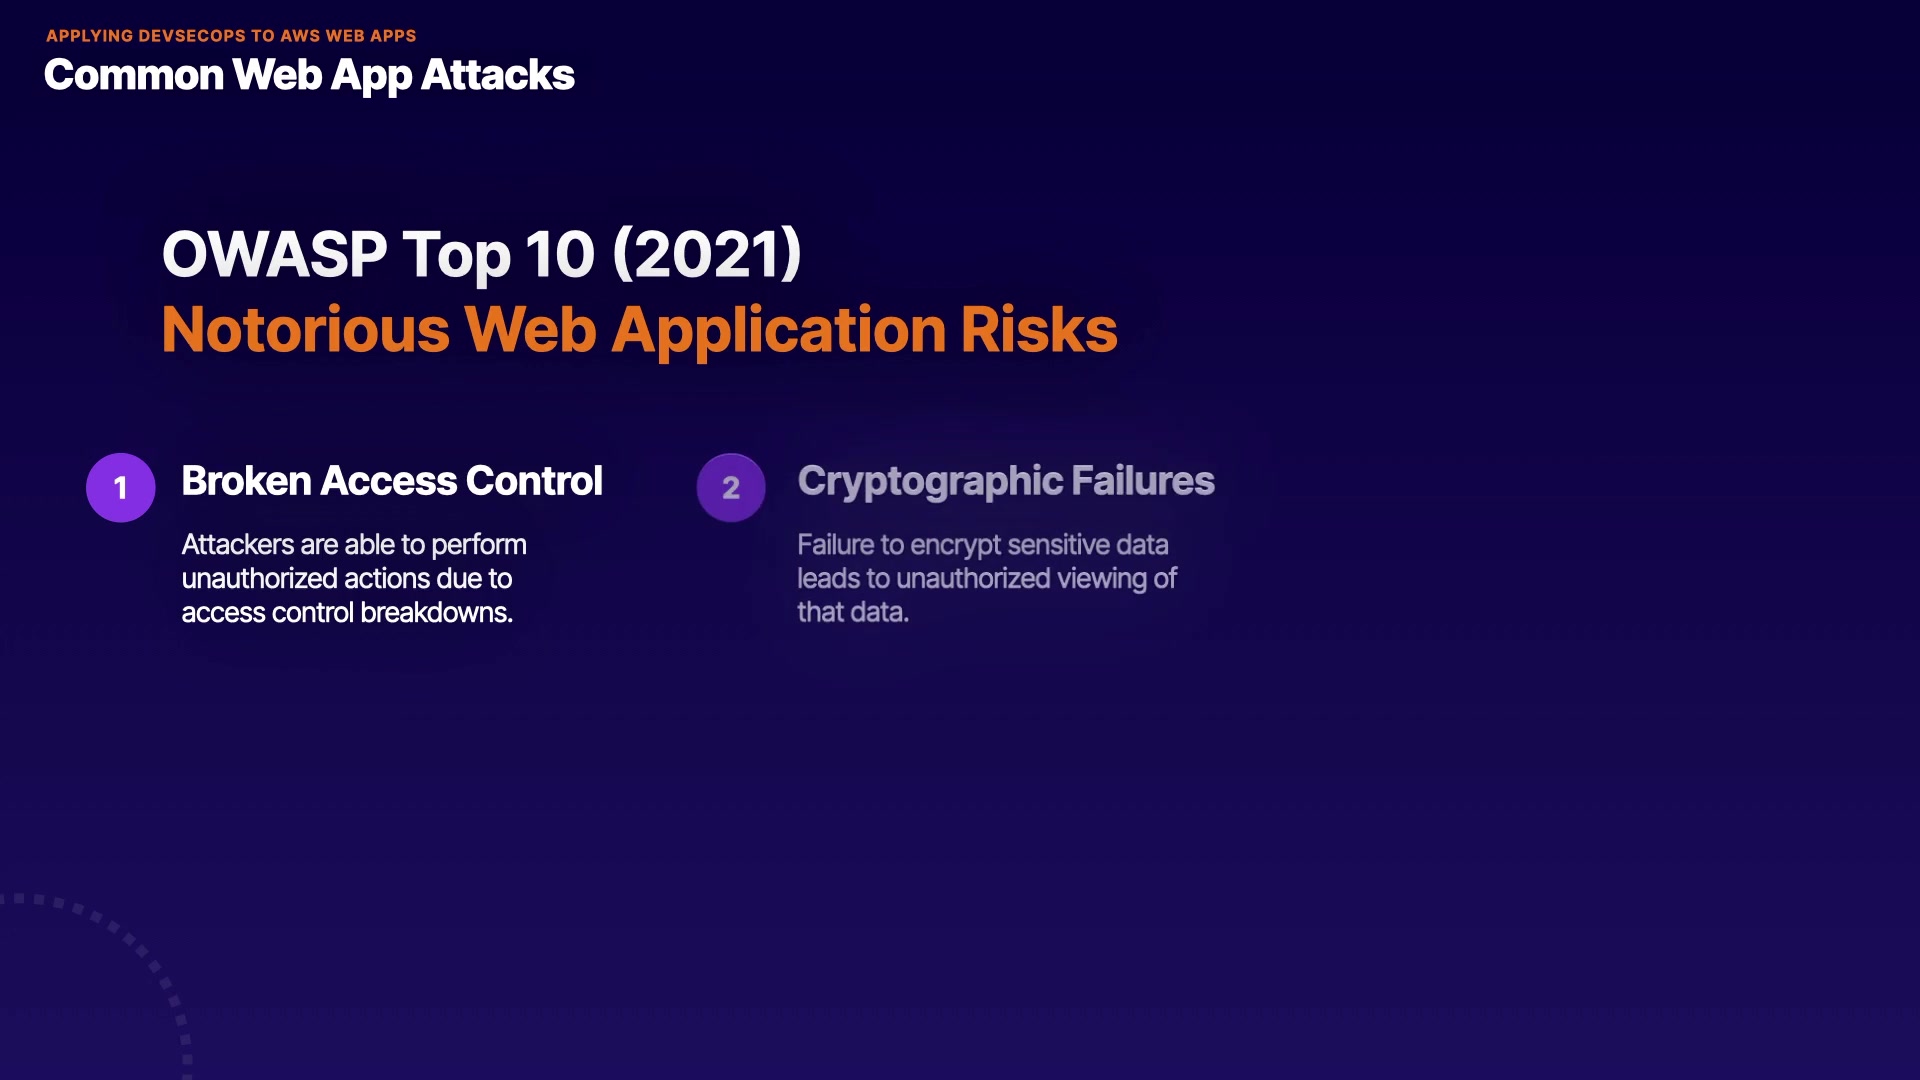 APPLYING DEVSECOPS TO AWS WEB APPS
Common Web App Attacks
OWASP Top 10 (2021)
Notorious Web Application Risks
1
Broken Access Control
Attackers are able to perform
unauthorized actions due to
access control breakdowns.
2
Cryptographic Failures
Failure to encrypt sensitive data
leads to unauthorized viewing of
that data.